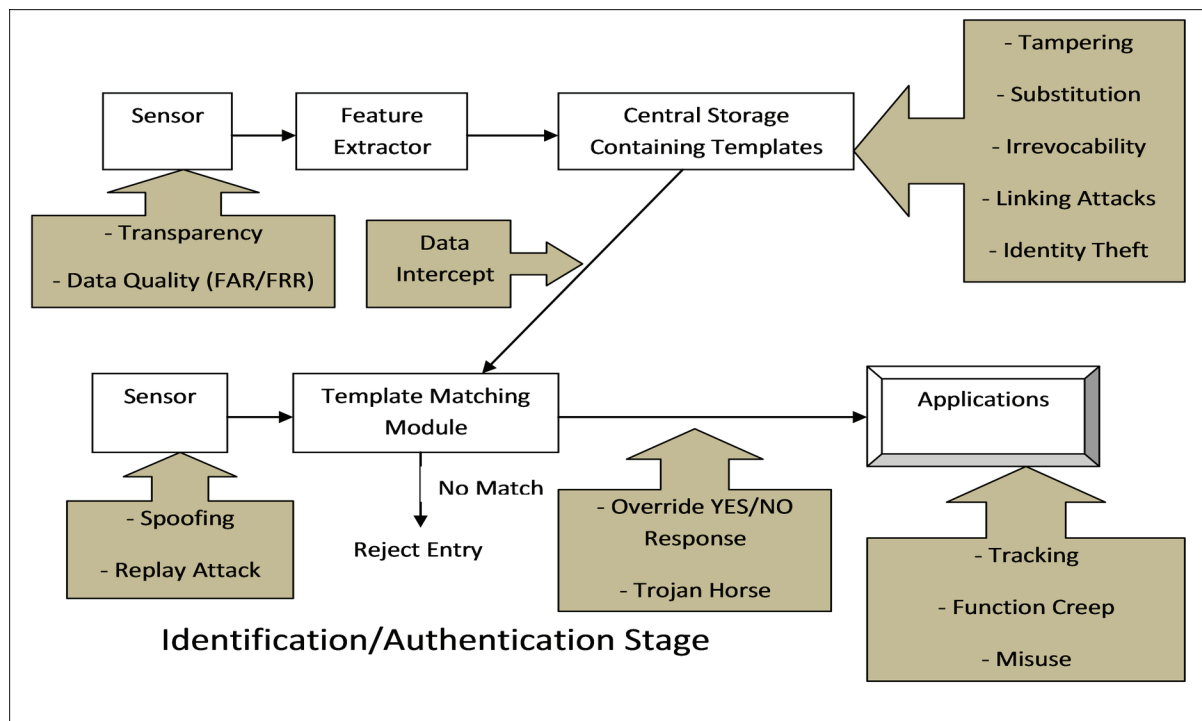 Sensor
Feature
Extractor
Central Storage
Containing Templates
- Tampering
- Substitution
- Irrevocability
- Linking Attacks
- Identity Theft
- Transparency
- Data Quality (FAR/FRR)
Data
Intercept
Sensor
Template Matching
Module
Applications
No Match
Reject Entry
- Spoofing
- Replay Attack
- Override YES/NO
Response
- Trojan Horse
- Tracking
- Function Creep
- Misuse
Identification/Authentication Stage